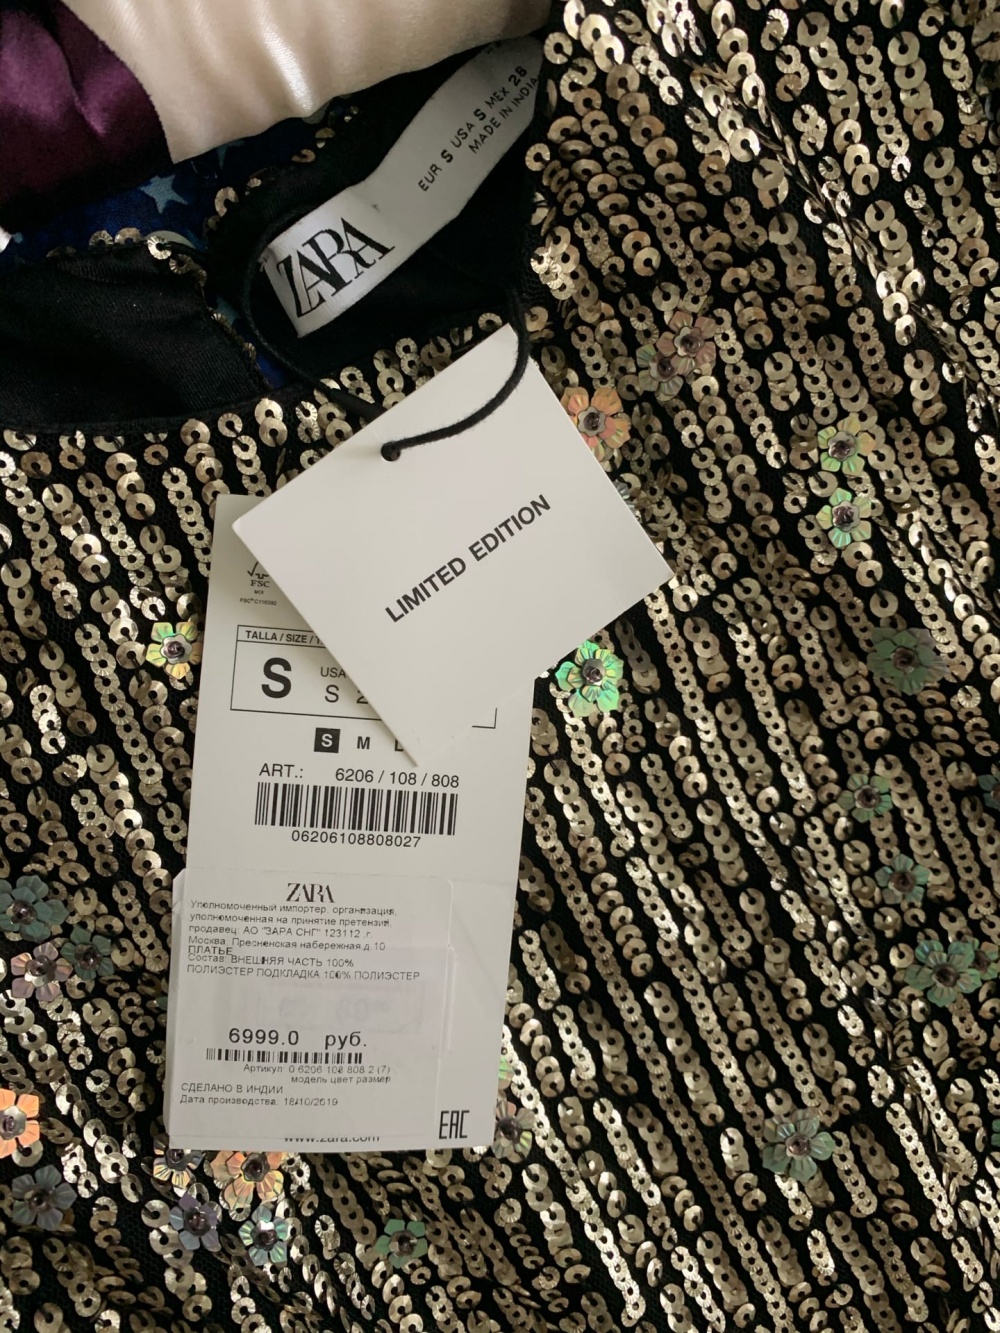 EUR S USA S MEX 28
MADE IN INDIA
ZARA
LIMITED EDITION
FSC
MIX
TALLA / SIZE /
S
USA
S 2
S M L
ART.: 6206 / 108 / 808
06206108808027
ZARA
Уполномоченный импортер, организация,
уполномоченная на принятие претензий,
продавец: АО "ЗАРА СНГ" 123112 ,г.
Москва, Пресненская набережная д.10
ПЛАТЬЕ
Состав: ВНЕШНЯЯ ЧАСТЬ 100%
ПОЛИЭСТЕР ПОДКЛАДКА 100% ПОЛИЭСТЕР
6999.0 руб.
Артикул: 0 6206 108 808 2 (7)
модель цвет размер
СДЕЛАНО В ИНДИИ
Дата производства: 18/10/2019
EAC
www.zara.com